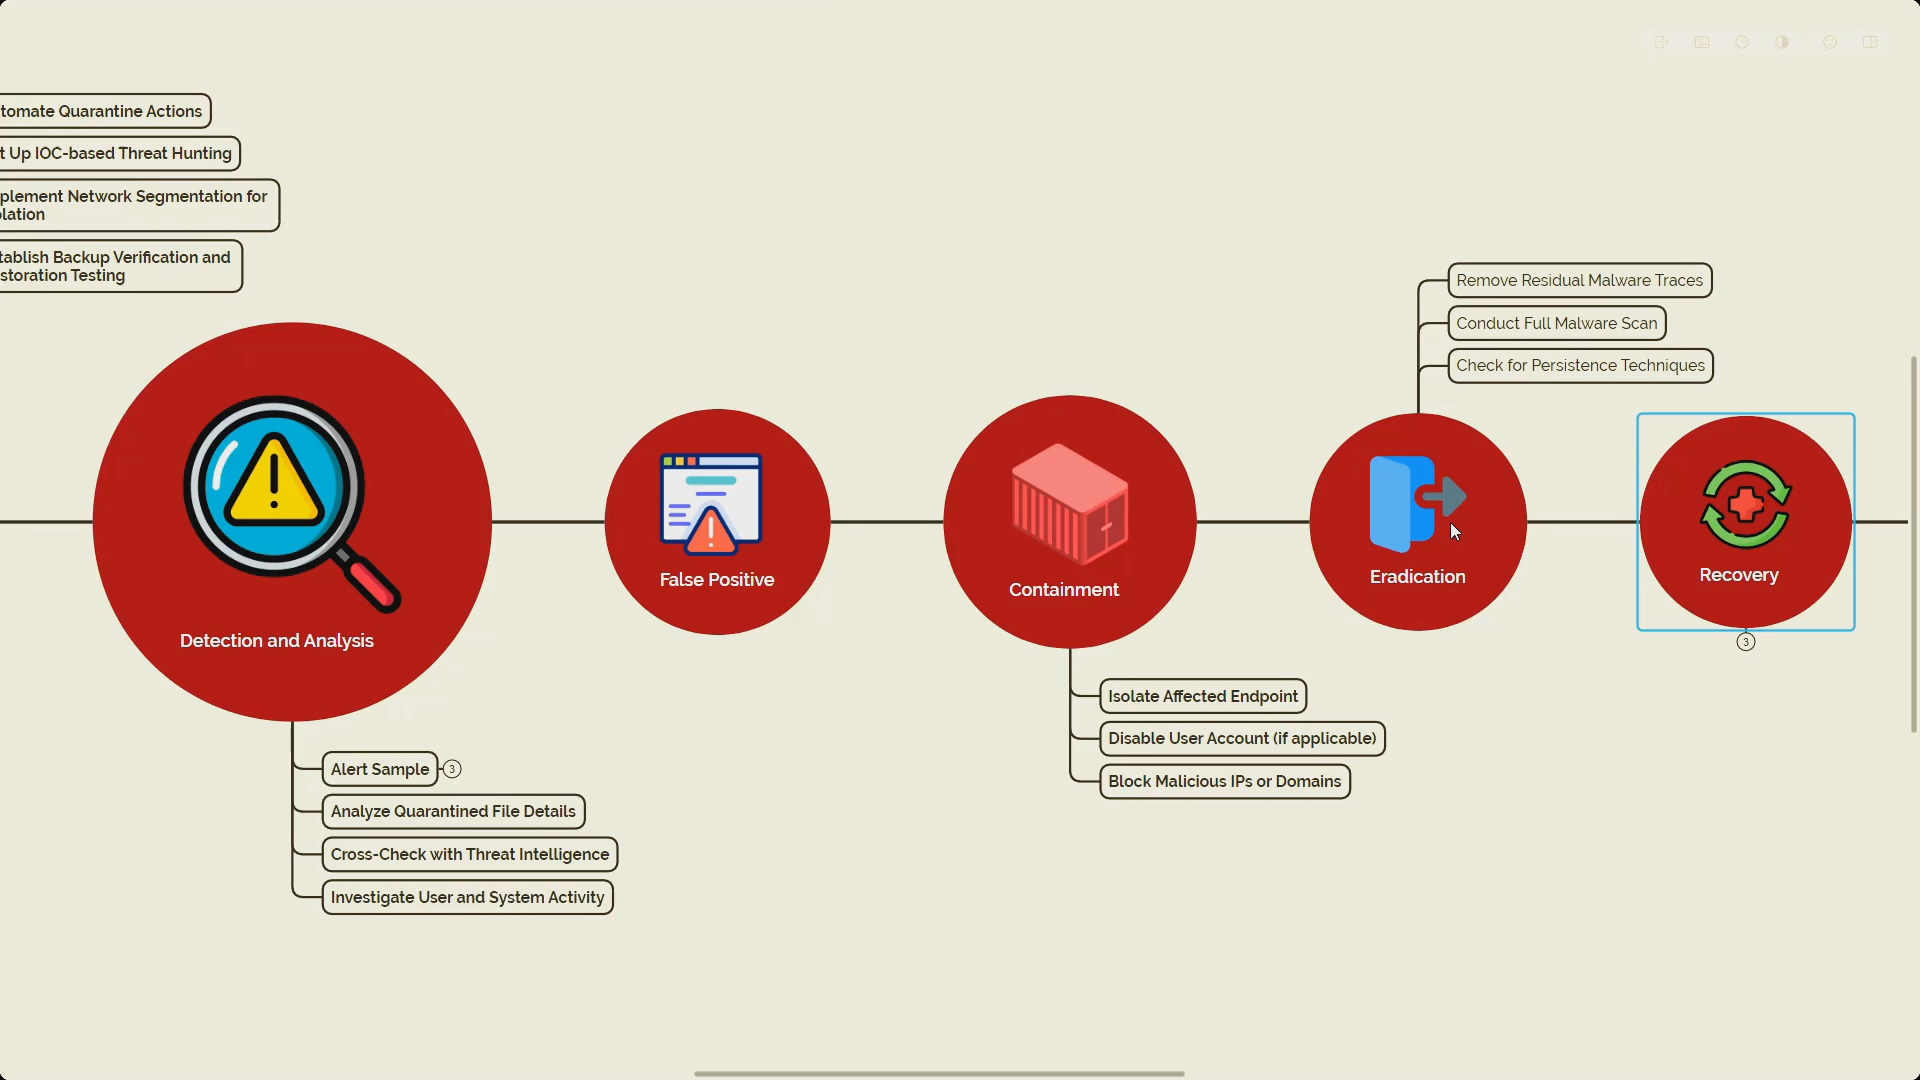 tomate Quarantine Actions
t Up IOC-based Threat Hunting
plement Network Segmentation for
olation
tablish Backup Verification and
storation Testing
Detection and Analysis
Alert Sample
3
Analyze Quarantined File Details
Cross-Check with Threat Intelligence
Investigate User and System Activity
False Positive
Containment
Isolate Affected Endpoint
Disable User Account (if applicable)
Block Malicious IPs or Domains
Remove Residual Malware Traces
Conduct Full Malware Scan
Check for Persistence Techniques
Eradication
Recovery
3